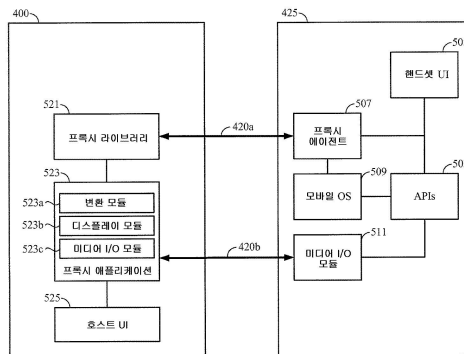 400
521
프록시 라이브러리
523
523a
변환 모듈
523b
디스플레이 모듈
523c
미디어 I/O 모듈
프록시 애플리케이션
525
호스트 UI
420a
420b
425
핸드셋 UI
507
프록시
에이전트
509
모바일 OS
APIs
511
미디어 I/O
모듈